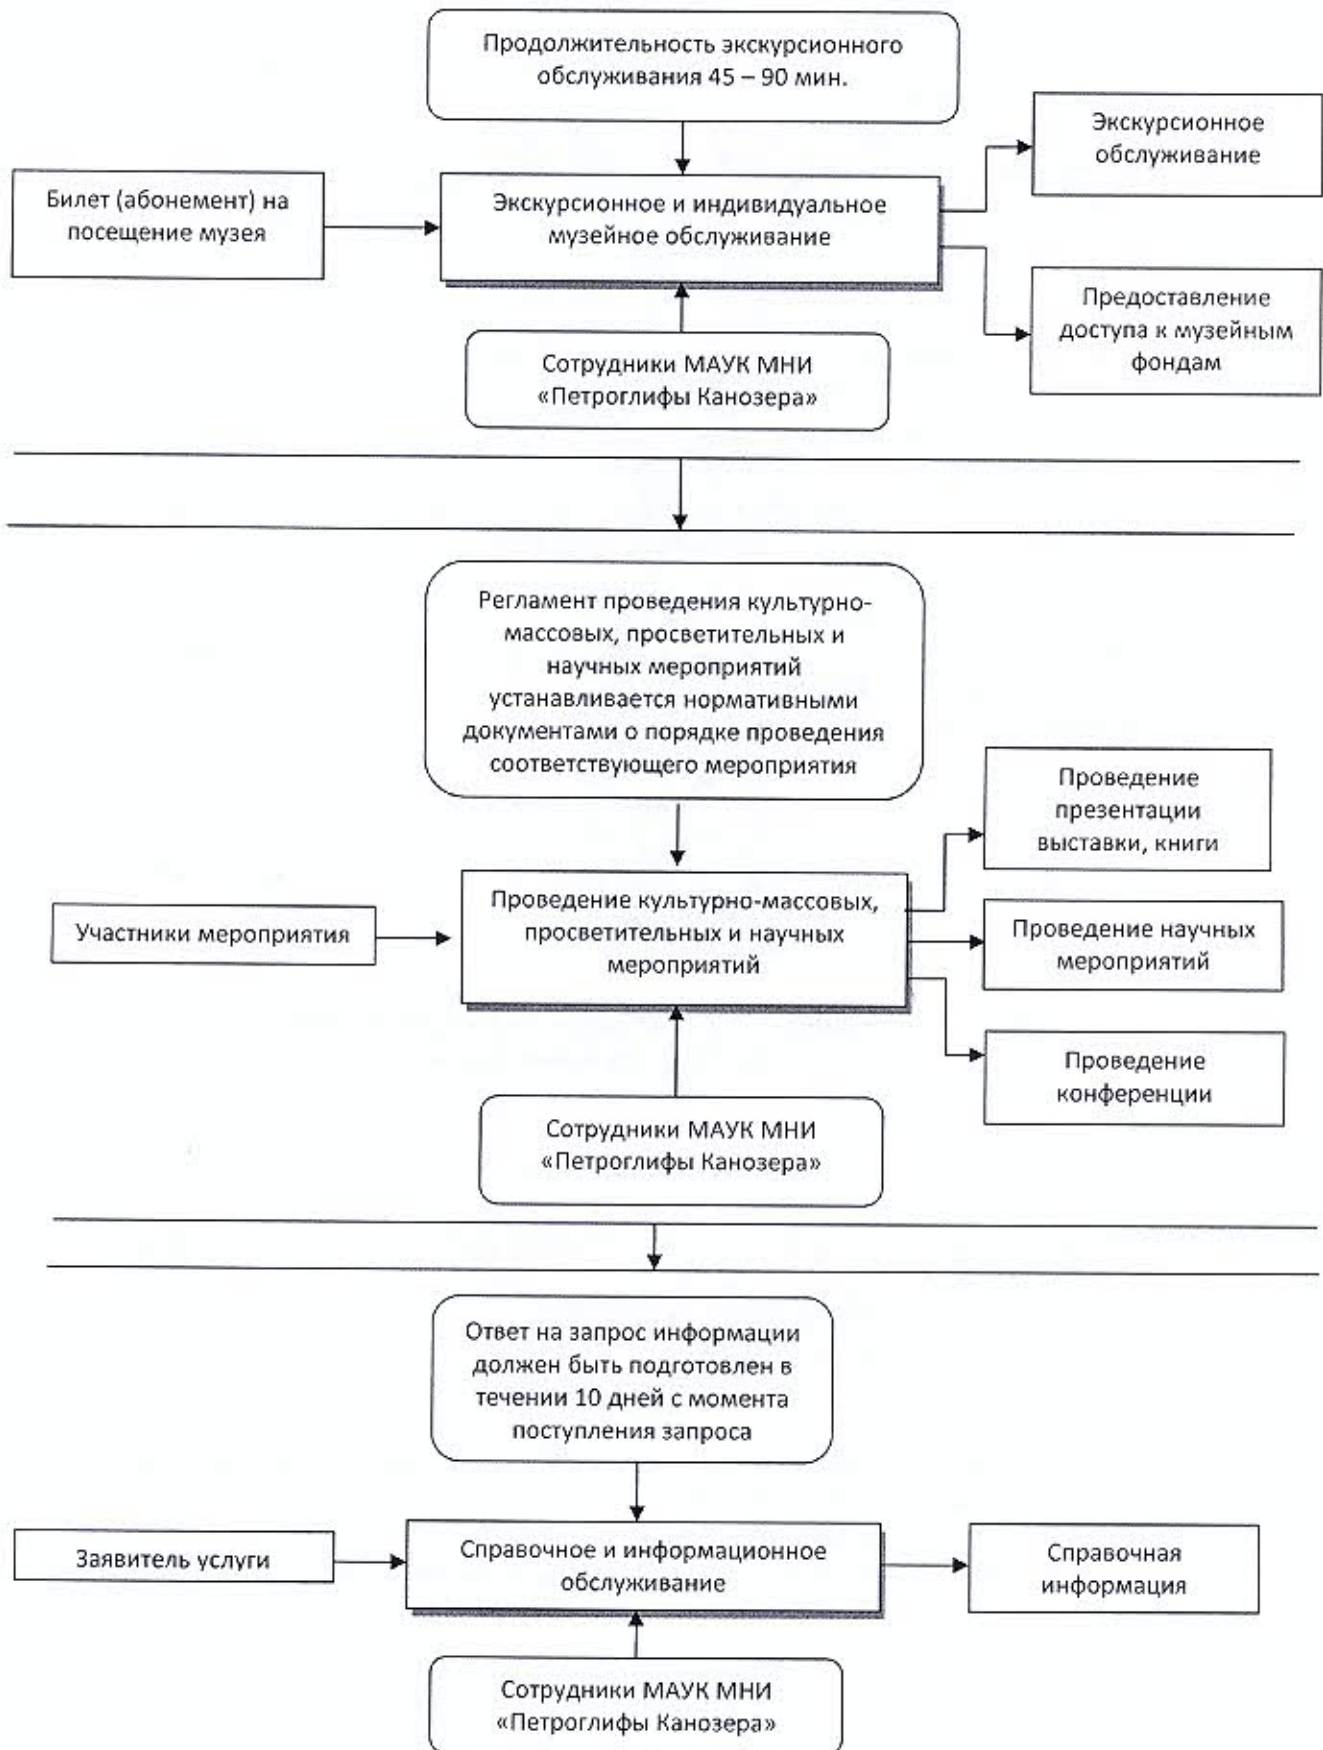 Продолжительность экскурсионного
обслуживания 45 – 90 мин.
Экскурсионное
обслуживание
Билет (абонемент) на
посещение музея
Экскурсионное и индивидуальное
музейное обслуживание
Предоставление
доступа к музейным
фондам
Сотрудники МАУК МНИ
«Петроглифы Канозера»
Регламент проведения культурно-
массовых, просветительных и
научных мероприятий
устанавливается нормативными
документами о порядке проведения
соответствующего мероприятия
Проведение
презентации
выставки, книги
Участники мероприятия
Проведение культурно-массовых,
просветительных и научных
мероприятий
Проведение научных
мероприятий
Проведение
конференции
Сотрудники МАУК МНИ
«Петроглифы Канозера»
Ответ на запрос информации
должен быть подготовлен в
течении 10 дней с момента
поступления запроса
Заявитель услуги
Справочное и информационное
обслуживание
Справочная
информация
Сотрудники МАУК МНИ
«Петроглифы Канозера»